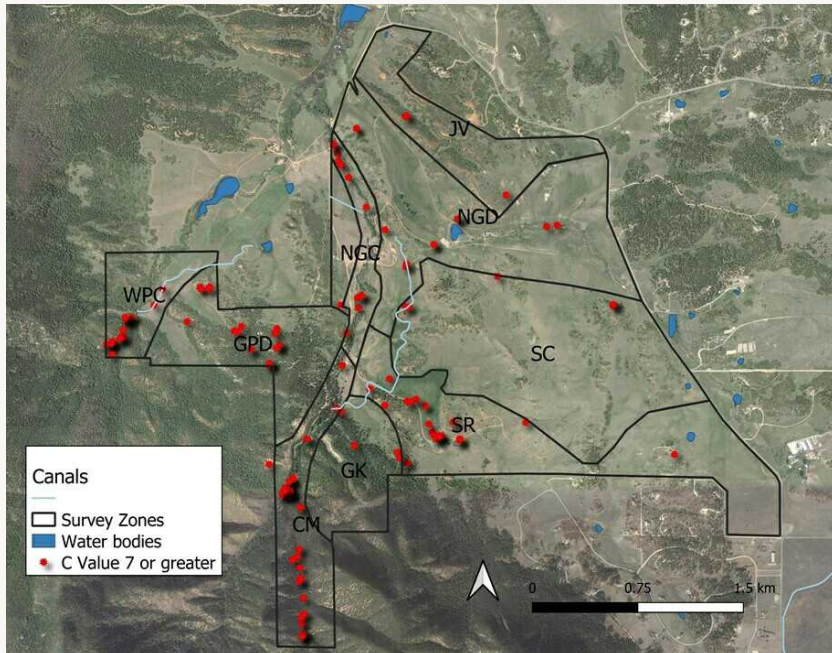 JV
NGD
NGC
WPC
GPD
SC
SR
GK
CM
Canals
Survey Zones
Water bodies
C Value 7 or greater
0 0.75 1.5 km